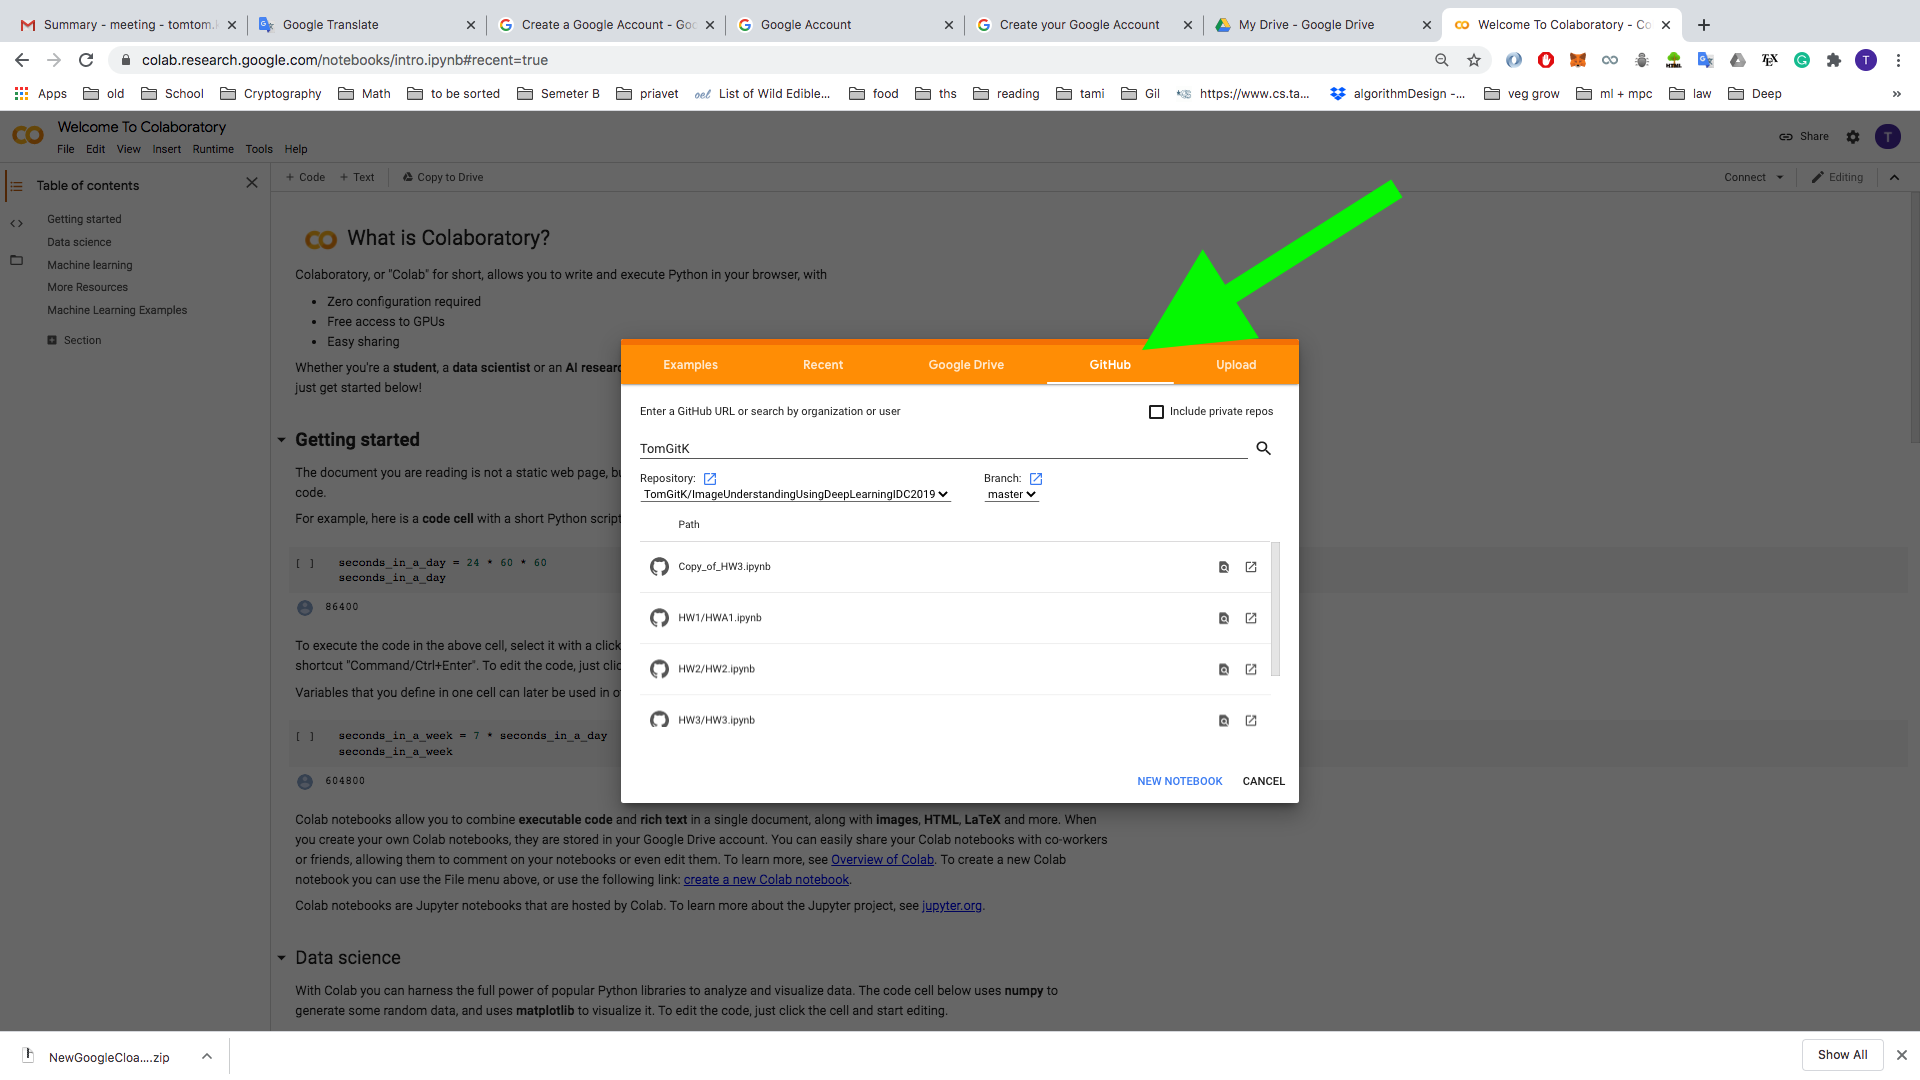 Summary - meeting - tomtom.
Google Translate
Create a Google Account - Goo
Google Account
Create your Google Account
My Drive - Google Drive
Welcome To Colaboratory - Co
colab.research.google.com/notebooks/intro.ipynb#recent=true
T
Apps
old
School
Cryptography
Math
to be sorted
Semeter B
priavet
oel
List of Wild Edible...
food
ths
reading
tami
Gil
https://www.cs.ta...
algorithmDesign -...
veg grow
ml + mpc
law
Deep
»
Welcome To Colaboratory
File Edit View Insert Runtime Tools Help
Share
T
Table of contents
+ Code + Text Copy to Drive
Connect
Editing
Getting started
Data science
Machine learning
More Resources
Machine Learning Examples
Section
What is Colaboratory?
Colaboratory, or "Colab" for short, allows you to write and execute Python in your browser, with
• Zero configuration required
• Free access to GPUs
• Easy sharing
Whether you're a student, a data scientist or an AI researc
just get started below!
Getting started
The document you are reading is not a static web page, bu
code.
For example, here is a code cell with a short Python script
[ ] seconds_in_a_day = 24 * 60 * 60
seconds_in_a_day
86400
To execute the code in the above cell, select it with a click
shortcut "Command/Ctrl+Enter". To edit the code, just clic
Variables that you define in one cell can later be used in o
[ ] seconds_in_a_week = 7 * seconds_in_a_day
seconds_in_a_week
604800
Colab notebooks allow you to combine executable code and rich text in a single document, along with images, HTML, LaTeX and more. When
you create your own Colab notebooks, they are stored in your Google Drive account. You can easily share your Colab notebooks with co-workers
or friends, allowing them to comment on your notebooks or even edit them. To learn more, see Overview of Colab. To create a new Colab
notebook you can use the File menu above, or use the following link: create a new Colab notebook.
Colab notebooks are Jupyter notebooks that are hosted by Colab. To learn more about the Jupyter project, see jupyter.org.
Data science
With Colab you can harness the full power of popular Python libraries to analyze and visualize data. The code cell below uses numpy to
generate some random data, and uses matplotlib to visualize it. To edit the code, just click the cell and start editing.
Examples
Recent
Google Drive
GitHub
Upload
Enter a GitHub URL or search by organization or user
Include private repos
TomGitK
Repository:
Branch:
TomGitK/ImageUnderstandingUsingDeepLearningIDC2019
master
Path
Copy_of_HW3.ipynb
HW1/HWA1.ipynb
HW2/HW2.ipynb
HW3/HW3.ipynb
NEW NOTEBOOK
CANCEL
NewGoogleCloa....zip
Show All